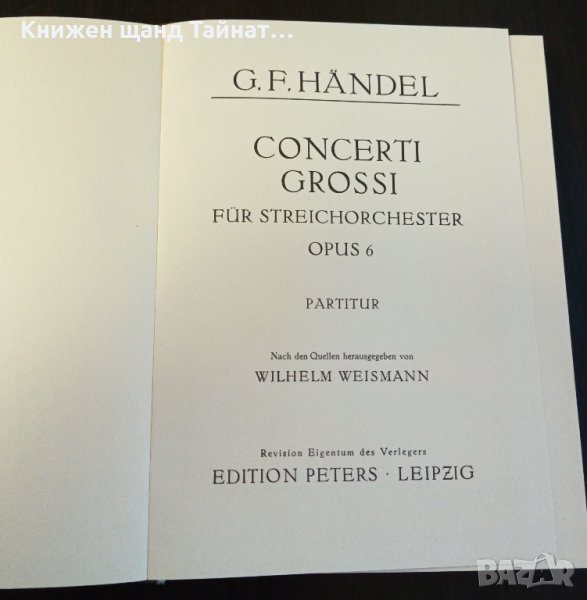 Книжен щанд Тайнат...
G. F. HÄNDEL
CONCERTI
GROSSI
FÜR STREICHORCHESTER
OPUS 6
PARTITUR
Nach den Quellen herausgegeben von
WILHELM WEISMANN
Revision Eigentum des Verlegers
EDITION PETERS · LEIPZIG
BAZAR